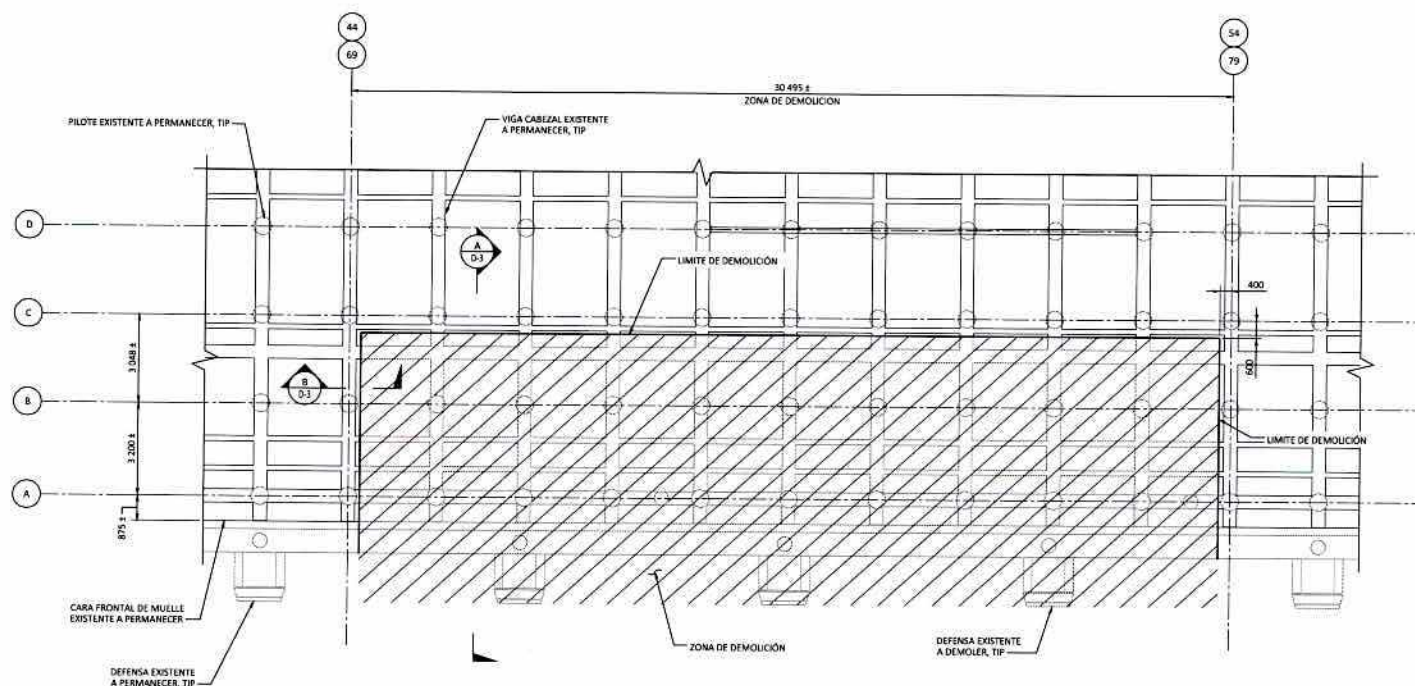 44
69
54
79
30 495 ±
ZONA DE DEMOLICIÓN
PILOTE EXISTENTE A PERMANECER, TIP
VIGA CABEZAL EXISTENTE
A PERMANECER, TIP
D
A
D-3
LIMITE DE DEMOLICIÓN
400
C
3 048 ±
600
B
D-3
B
LIMITE DE DEMOLICIÓN
3 200 ±
A
875 ±
CARA FRONTAL DE MUELLE
EXISTENTE A PERMANECER
ZONA DE DEMOLICIÓN
DEFENSA EXISTENTE
A DEMOLER, TIP
DEFENSA EXISTENTE
A PERMANECER, TIP